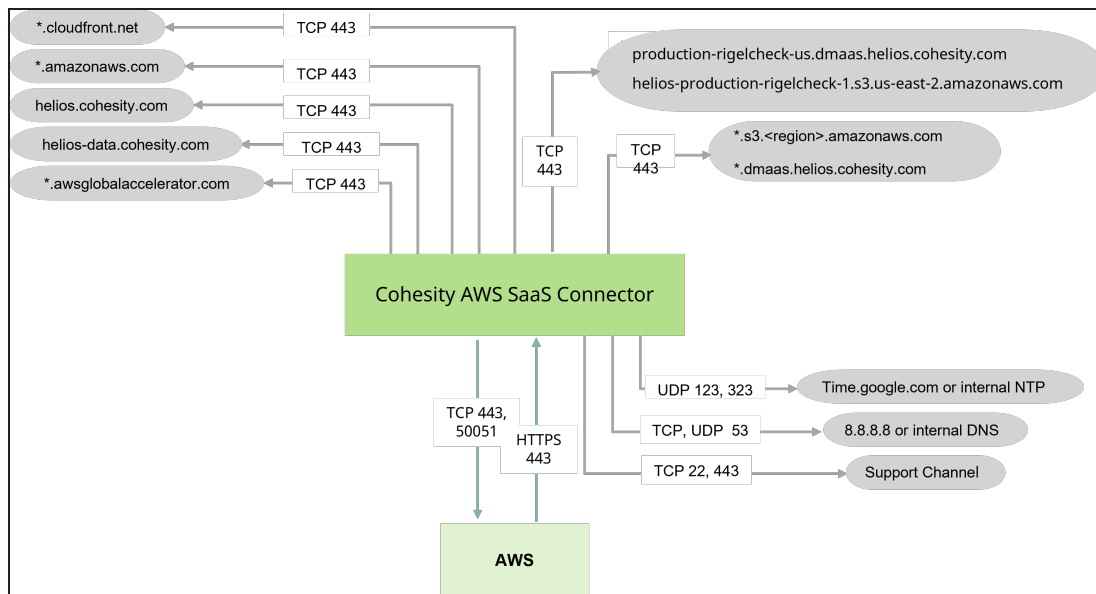 *.cloudfront.net
TCP 443
*.amazonaws.com
TCP 443
helios.cohesity.com
TCP 443
helios-data.cohesity.com
TCP 443
*.awsglobalaccelerator.com
TCP 443
production-rigelcheck-us.dmaas.helios.cohesity.com
helios-production-rigelcheck-1.s3.us-east-2.amazonaws.com
TCP
443
TCP
443
*.s3.<region>.amazonaws.com
*.dmaas.helios.cohesity.com
Cohesity AWS SaaS Connector
TCP 443,
50051
HTTPS
443
UDP 123, 323
Time.google.com or internal NTP
TCP, UDP 53
8.8.8.8 or internal DNS
TCP 22, 443
Support Channel
AWS